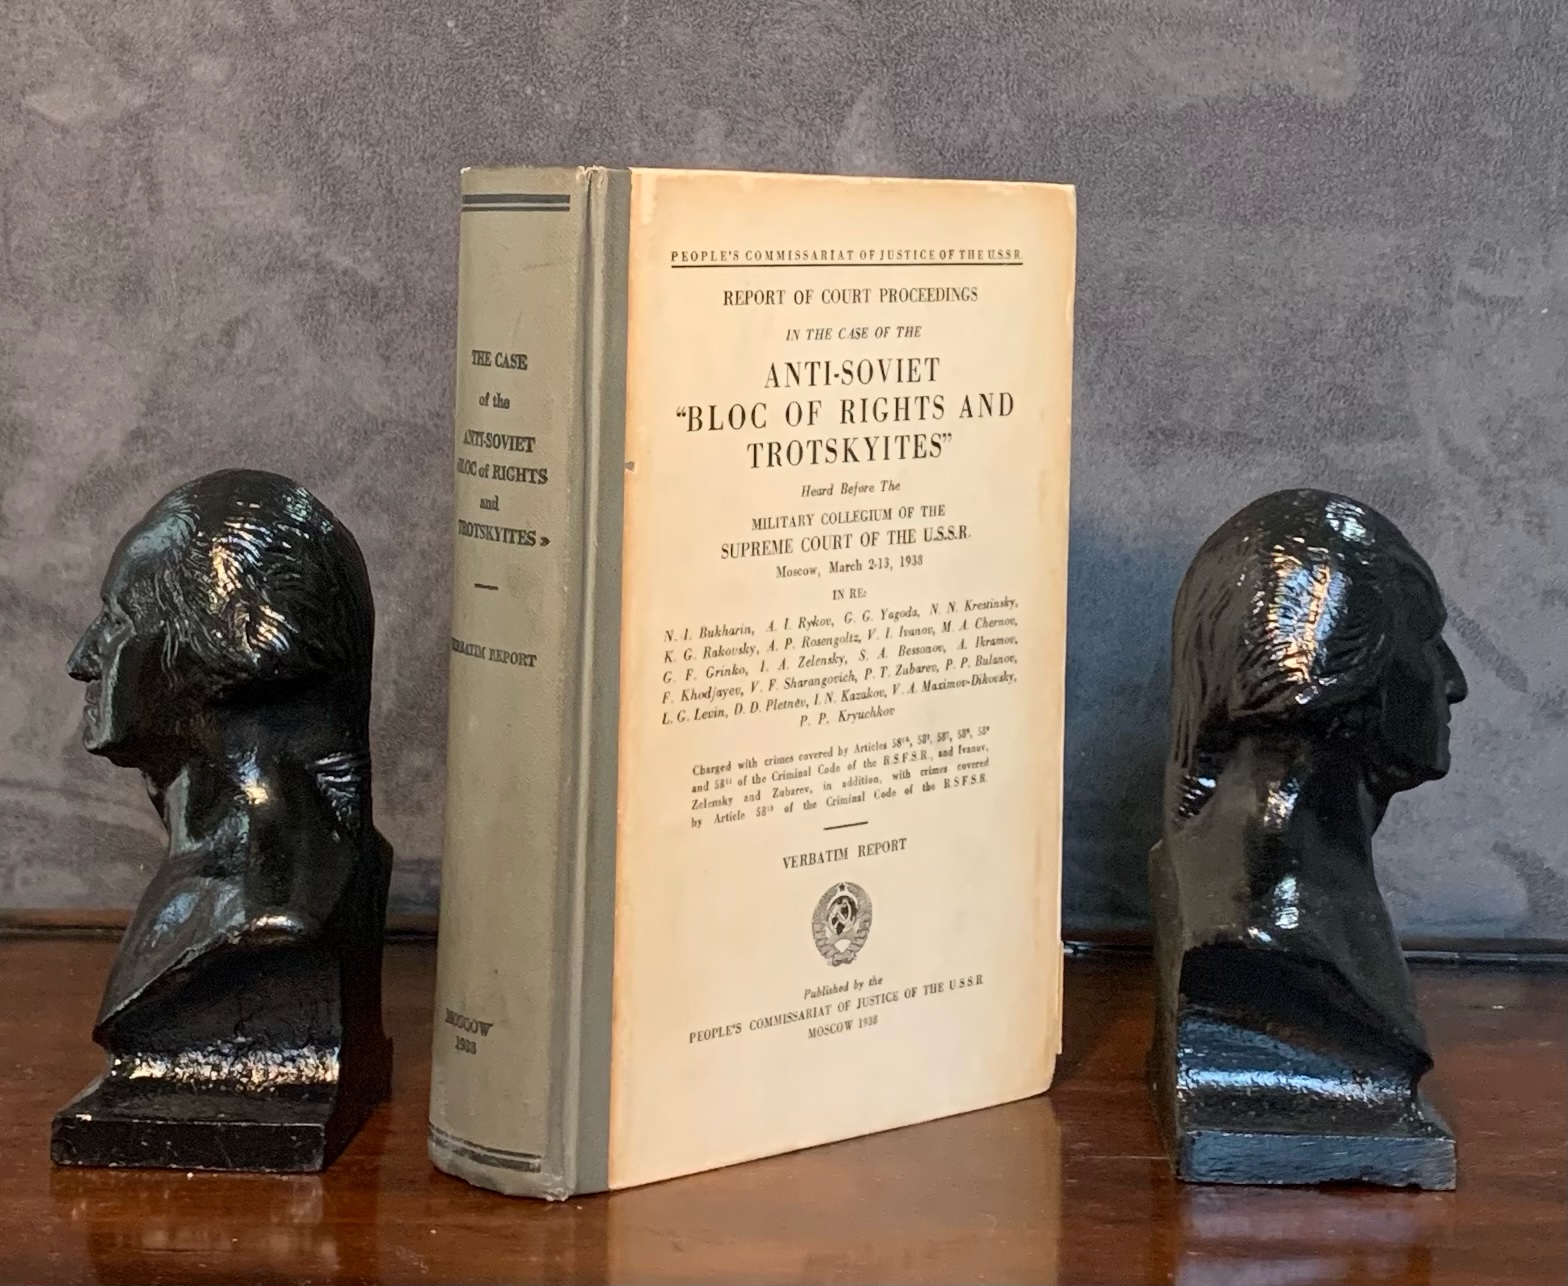 THE CASE
of the
ANTI-SOVIET
BLOC of RIGHTS
and
TROTSKYITES»
VERBATIM REPORT
MOSCOW
1938
PEOPLE'S COMMISSARIAT OF JUSTICE OF THE U.S.S.R.
REPORT OF COURT PROCEEDINGS
IN THE CASE OF THE
ANTI-SOVIET
“BLOC OF RIGHTS AND
TROTSKYITES”
Heard Before The
MILITARY COLLEGIUM OF THE
SUPREME COURT OF THE U.S.S.R.
Moscow, March 2-13, 1938
IN RE:
N. I. Bukharin, A. I. Rykov, G. G. Yagoda, N. N. Krestinsky,
K. G. Rakovsky, A. P. Rosengoltz, V. I. Ivanov, M. A. Chernov,
G. F. Grinko, I. A. Zelensky, S. A. Bessonov, A. Ikramov,
F. Khodjayev, V. F. Sharangovich, P. T. Zubarev, P. P. Bulanov,
L. G. Levin, D. D. Pletnev, I. N. Kazakov, V. A. Maximov-Dikovsky,
P. P. Kryuchkov
Charged with crimes covered by Articles
of the Criminal Code of the R.S.F.S.R., and Ivanov,
Zelensky and Zubarev, in addition, with crimes covered
by Article 58¹³ of the Criminal Code of the R.S.F.S.R.
VERBATIM REPORT
Published by the
PEOPLE'S COMMISSARIAT OF JUSTICE OF THE U.S.S.R
MOSCOW 1938